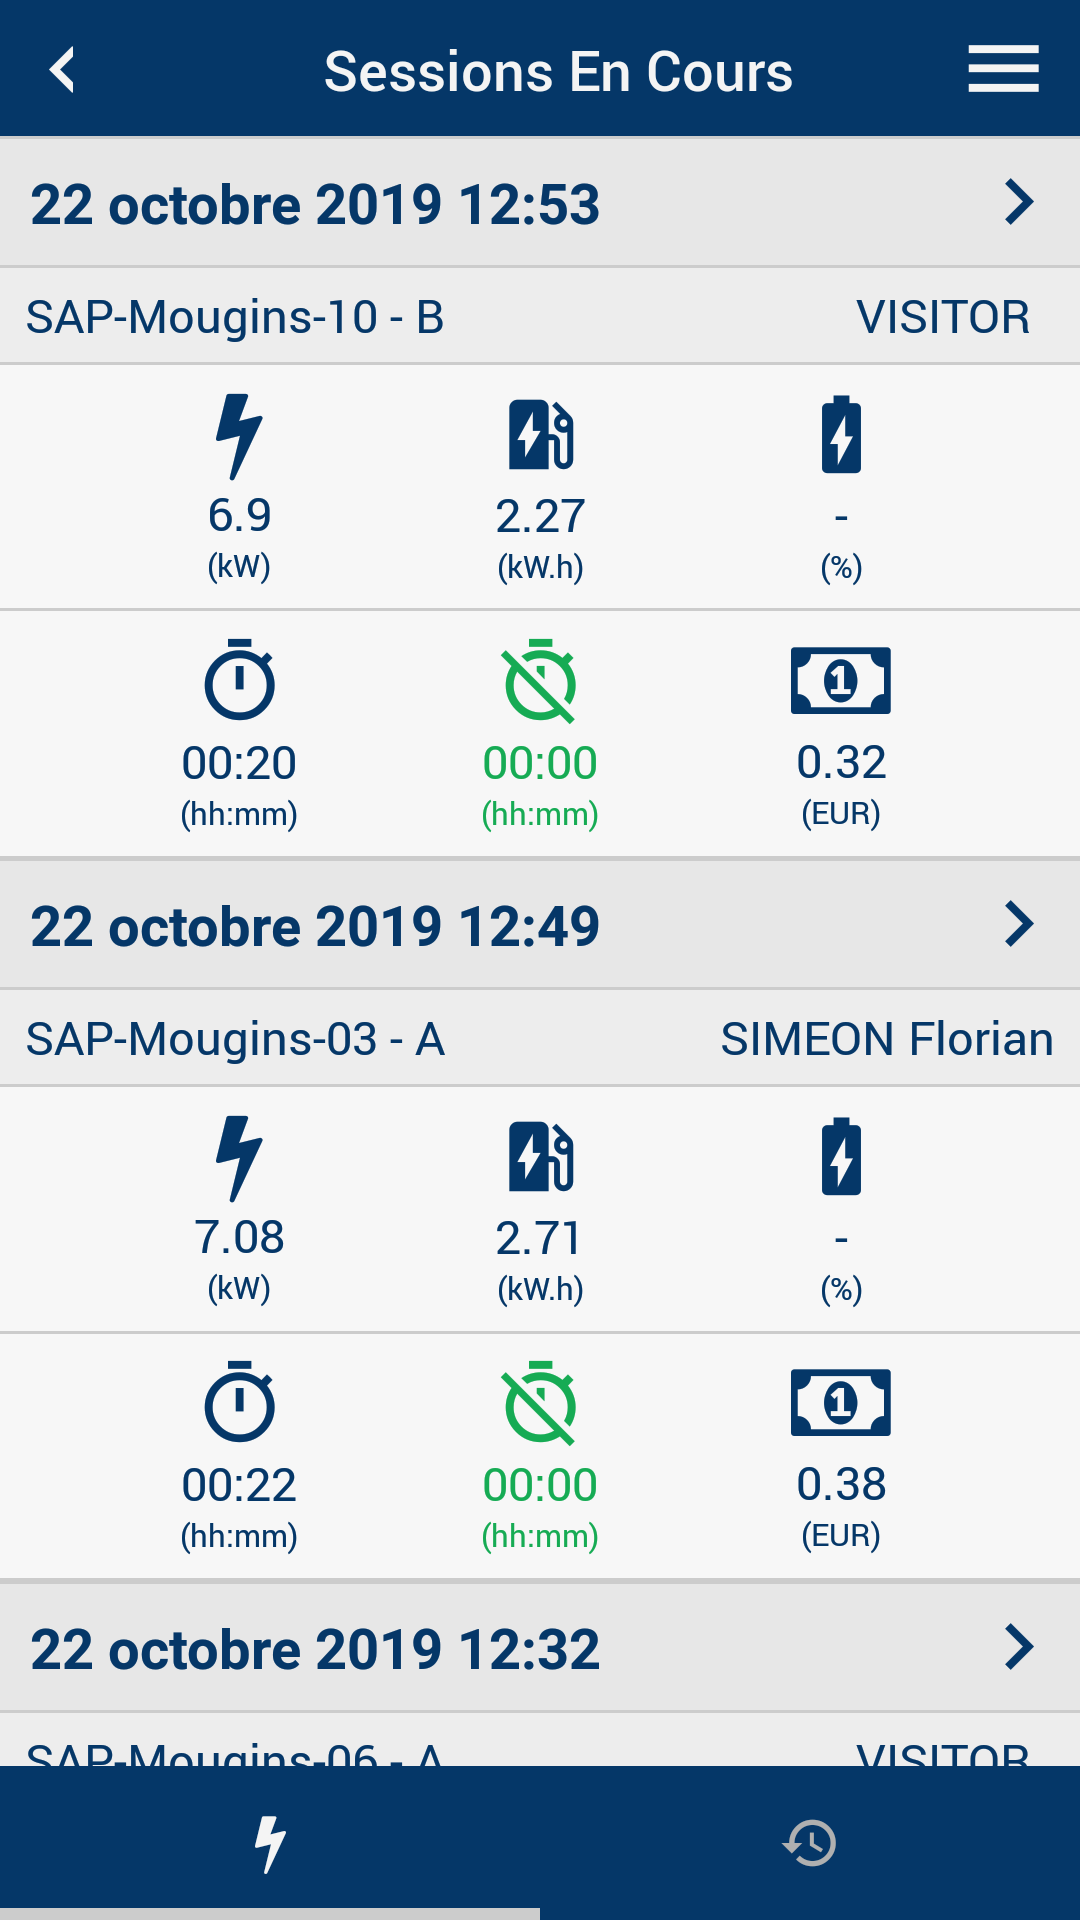 Sessions En Cours
22 octobre 2019 12:53
SAP-Mougins-10 - B VISITOR
6.9 2.27 -
(kW) (kW.h) (%)
00:20 00:00 0.32
(hh:mm) (hh:mm) (EUR)
22 octobre 2019 12:49
SAP-Mougins-03 - A SIMEON Florian
7.08 2.71 -
(kW) (kW.h) (%)
00:22 00:00 0.38
(hh:mm) (hh:mm) (EUR)
22 octobre 2019 12:32
SAP-Mougins-06 - A VISITOR